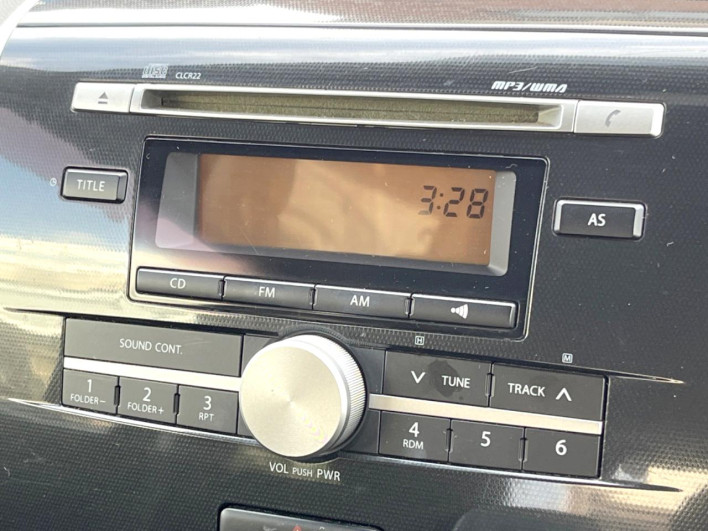 CLCR22
MP3/WMA
TITLE
3:28
AS
CD
FM
AM
H
M
SOUND CONT.
TUNE
TRACK
1
FOLDER−
2
FOLDER+
3
RPT
4
RDM
5
6
VOL PUSH PWR